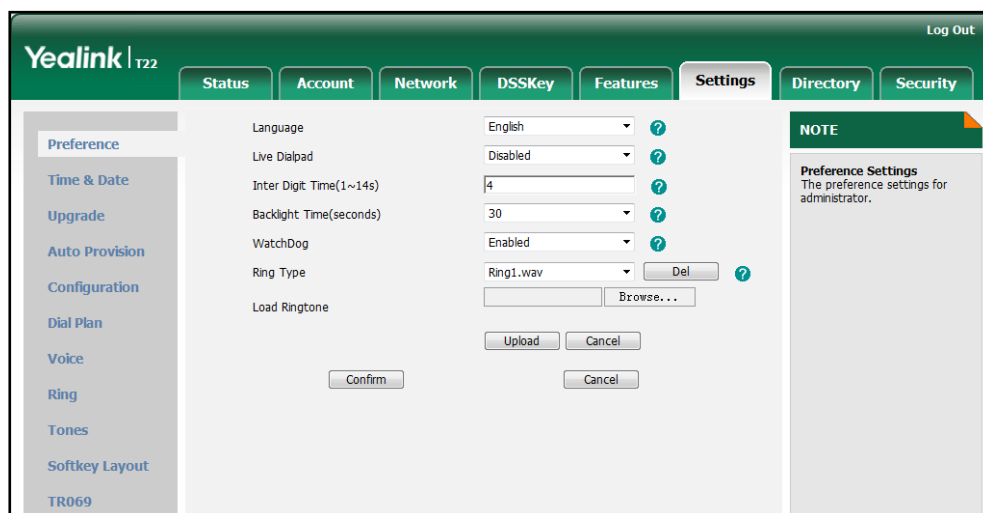 Log Out
Yealink T22
Status Account Network DSSKey Features Settings Directory Security
Preference
Time & Date
Upgrade
Auto Provision
Configuration
Dial Plan
Voice
Ring
Tones
Softkey Layout
TR069
Language English ?
Live Dialpad Disabled ?
Inter Digit Time(1~14s) 4 ?
Backlight Time(seconds) 30 ?
WatchDog Enabled ?
Ring Type Ring1.wav Del ?
Load Ringtone Browse...
Upload Cancel
Confirm Cancel
NOTE
Preference Settings
The preference settings for
administrator.